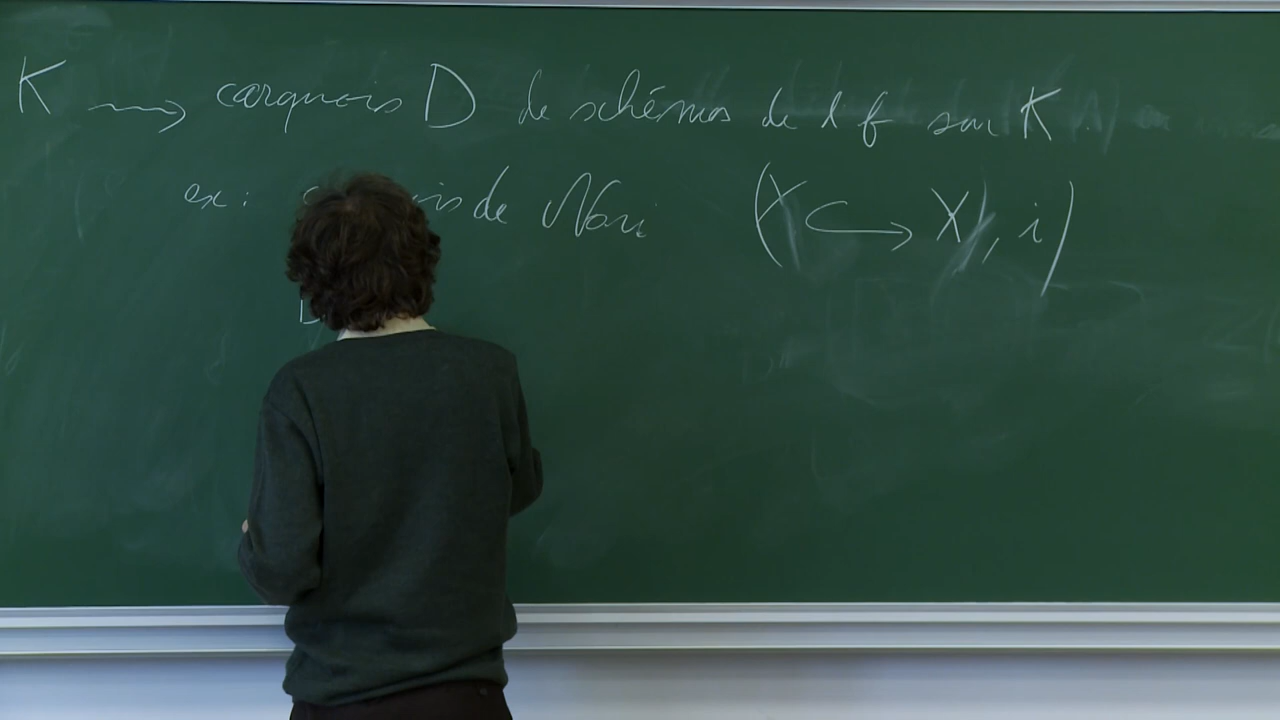 K ⟿ carquois D de schémas de t f sur K
ex : de Nori (Y ↪ X, i)
D